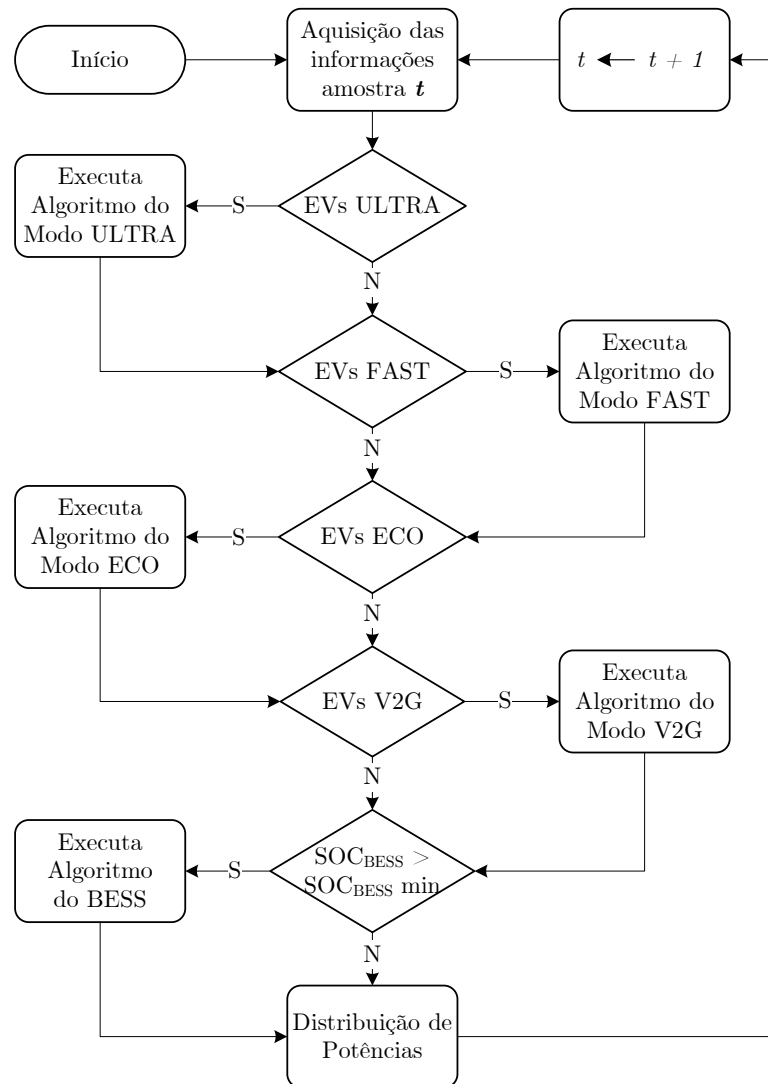 Início
Aquisição das
informações
amostra t
t ← t + 1
Executa
Algoritmo do
Modo ULTRA
S
EVs ULTRA
N
EVs FAST
S
Executa
Algoritmo do
Modo FAST
N
Executa
Algoritmo do
Modo ECO
S
EVs ECO
N
EVs V2G
S
Executa
Algoritmo do
Modo V2G
N
Executa
Algoritmo
do BESS
S
SOC_BESS >
SOC_BESS min
N
Distribuição de
Potências